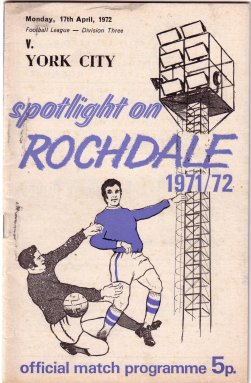 Monday, 17th April, 1972
Football League — Division Three
V.
YORK CITY
spotlight on
ROCHDALE
1971/72
official match programme 5p.